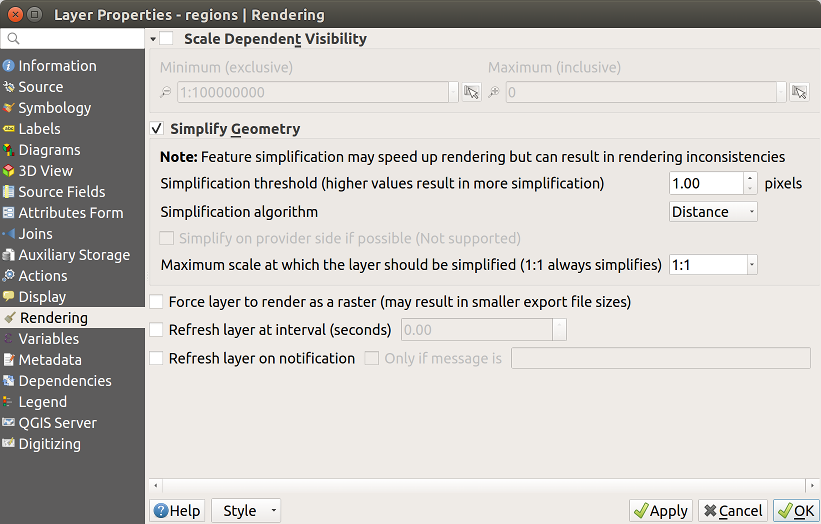 Layer Properties - regions | Rendering
Information
Source
Symbology
Labels
Diagrams
3D View
Source Fields
Attributes Form
Joins
Auxiliary Storage
Actions
Display
Rendering
Variables
Metadata
Dependencies
Legend
QGIS Server
Digitizing
Scale Dependent Visibility
Minimum (exclusive) Maximum (inclusive)
1:100000000 0
Simplify Geometry
Note: Feature simplification may speed up rendering but can result in rendering inconsistencies
Simplification threshold (higher values result in more simplification) 1.00 pixels
Simplification algorithm Distance
Simplify on provider side if possible (Not supported)
Maximum scale at which the layer should be simplified (1:1 always simplifies) 1:1
Force layer to render as a raster (may result in smaller export file sizes)
Refresh layer at interval (seconds) 0.00
Refresh layer on notification Only if message is
Help Style Apply Cancel OK